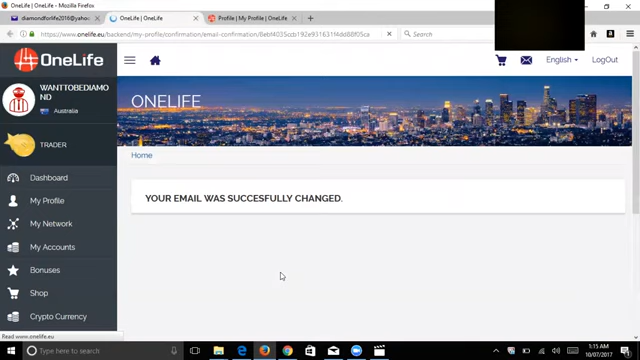 OneLife | OneLife - Mozilla Firefox
diamondforlife2016@yahoo
OneLife | OneLife
Profile | My Profile | OneLife
https://www.onelife.eu/backend/my-profile/confirmation/email-confirmation/8ebf4035ccb192e931631f4dd88f05ca
Search
OneLife
English
LogOut
WANTTOBEDIAMO
ND
Australia
ONELIFE
TRADER
Home
Dashboard
YOUR EMAIL WAS SUCCESFULLY CHANGED.
My Profile
My Network
My Accounts
Bonuses
Shop
Crypto Currency
Read www.onelife.eu
Type here to search
1:15 AM
10/07/2017